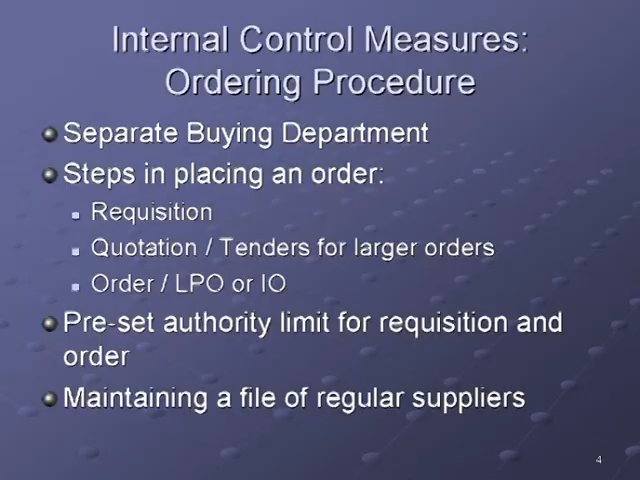 Internal Control Measures:
Ordering Procedure
Separate Buying Department
Steps in placing an order:
Requisition
Quotation / Tenders for larger orders
Order / LPO or IO
Pre-set authority limit for requisition and
order
Maintaining a file of regular suppliers
4